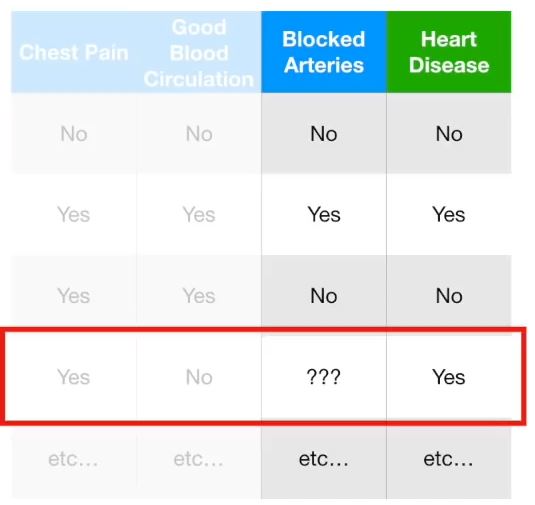 Chest Pain Good Blood Circulation Blocked Arteries Heart Disease
No No No No
Yes Yes Yes Yes
Yes Yes No No
Yes No ??? Yes
etc… etc… etc… etc…